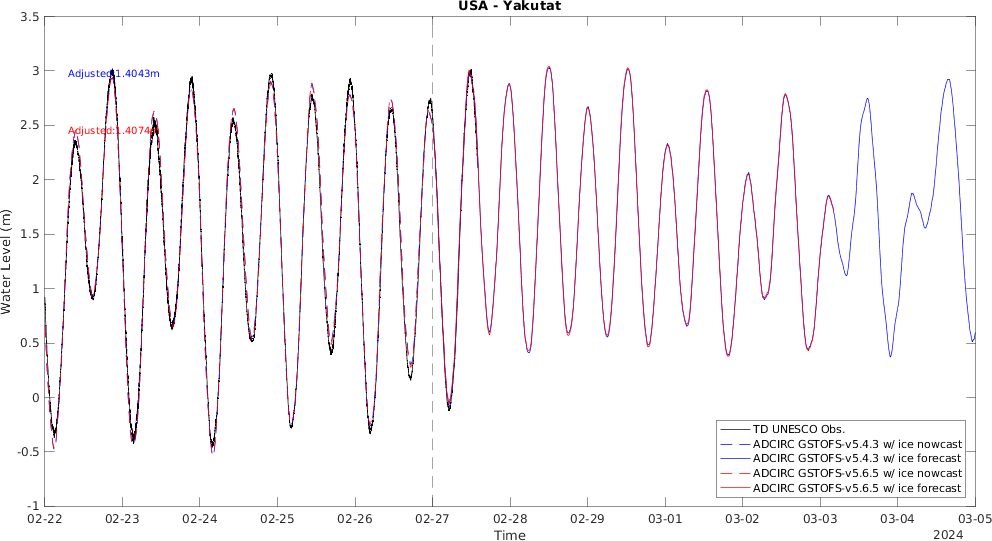 USA - Yakutat
3.5
3
2.5
2
1.5
1
0.5
0
-0.5
-1
Water Level (m)
Adjusted:1.4043m
Adjusted:1.4074m
TD UNESCO Obs.
ADCIRC GSTOFS-v5.4.3 w/ ice nowcast
ADCIRC GSTOFS-v5.4.3 w/ ice forecast
ADCIRC GSTOFS-v5.6.5 w/ ice nowcast
ADCIRC GSTOFS-v5.6.5 w/ ice forecast
02-22 02-23 02-24 02-25 02-26 02-27 02-28 02-29 03-01 03-02 03-03 03-04 03-05
Time
2024